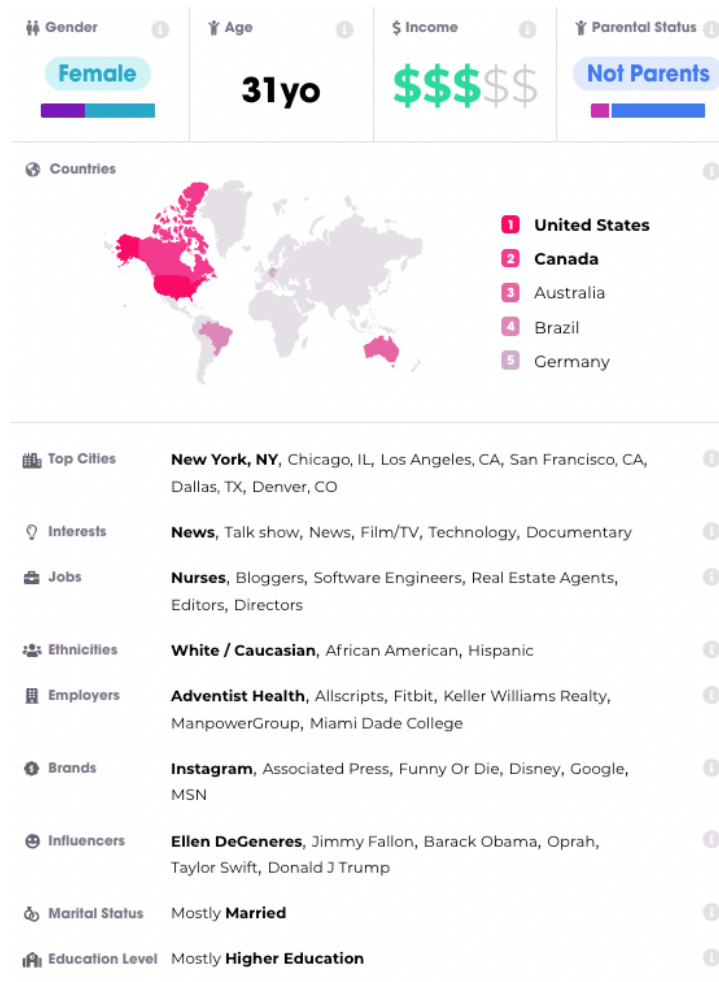 Gender
Age
$ Income
Parental Status
Female
31yo
$$$$$
Not Parents
Countries
1 United States
2 Canada
3 Australia
4 Brazil
5 Germany
Top Cities
New York, NY, Chicago, IL, Los Angeles, CA, San Francisco, CA,
Dallas, TX, Denver, CO
Interests
News, Talk show, News, Film/TV, Technology, Documentary
Jobs
Nurses, Bloggers, Software Engineers, Real Estate Agents,
Editors, Directors
Ethnicities
White / Caucasian, African American, Hispanic
Employers
Adventist Health, Allscripts, Fitbit, Keller Williams Realty,
ManpowerGroup, Miami Dade College
Brands
Instagram, Associated Press, Funny Or Die, Disney, Google,
MSN
Influencers
Ellen DeGeneres, Jimmy Fallon, Barack Obama, Oprah,
Taylor Swift, Donald J Trump
Marital Status
Mostly Married
Education Level
Mostly Higher Education